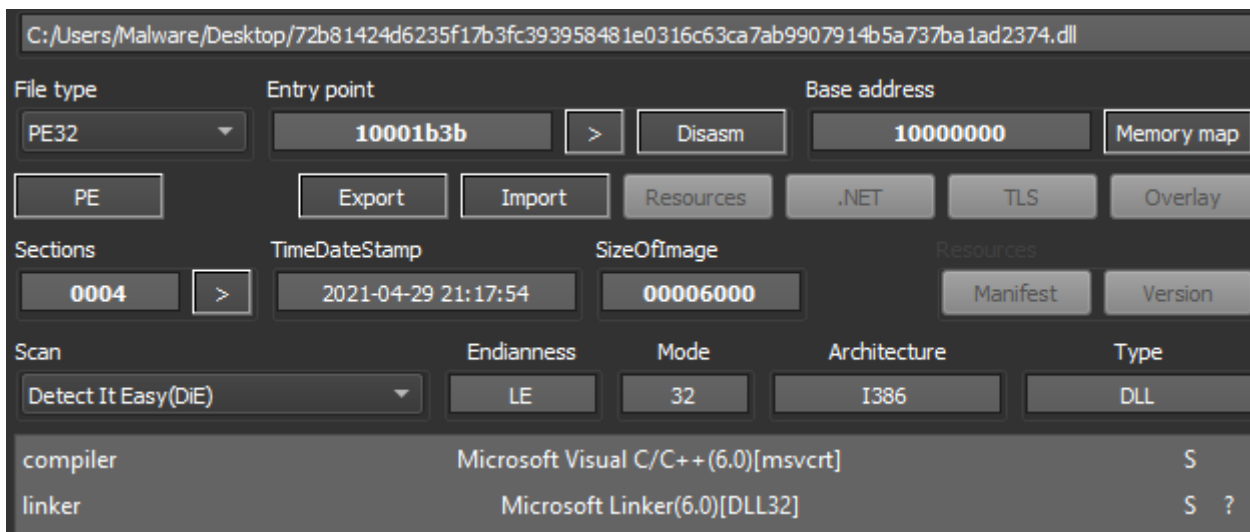 C:/Users/Malware/Desktop/72b81424d6235f17b3fc393958481e0316c63ca7ab9907914b5a737ba1ad2374.dll
File type Entry point Base address
PE32 10001b3b > Disasm 10000000 Memory map
PE Export Import Resources .NET TLS Overlay
Sections TimeDateStamp SizeOfImage Resources
0004 > 2021-04-29 21:17:54 00006000 Manifest Version
Scan Endianness Mode Architecture Type
Detect It Easy(DiE) LE 32 I386 DLL
compiler Microsoft Visual C/C++(6.0)[msvcrt] S
linker Microsoft Linker(6.0)[DLL32] S ?